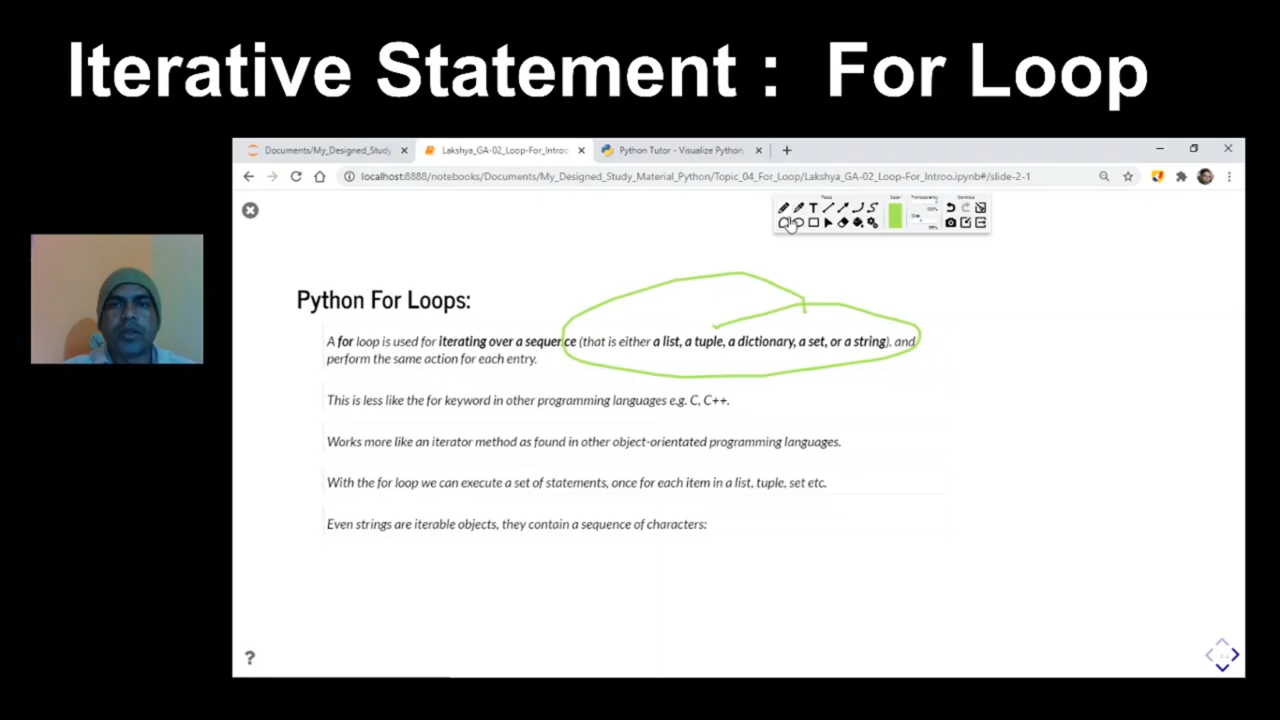 Iterative Statement : For Loop
Documents/My_Designed_Study
Lakshya_GA-02_Loop-For_Introo
Python Tutor - Visualize Python,
localhost:8888/notebooks/Documents/My_Designed_Study_Material_Python/Topic_04_For_Loop/Lakshya_GA-02_Loop-For_Introo.ipynb#/slide-2-1
Python For Loops:
A for loop is used for iterating over a sequence (that is either a list, a tuple, a dictionary, a set, or a string). and
perform the same action for each entry.
This is less like the for keyword in other programming languages e.g. C, C++.
Works more like an iterator method as found in other object-orientated programming languages.
With the for loop we can execute a set of statements, once for each item in a list, tuple, set etc.
Even strings are iterable objects, they contain a sequence of characters:
?